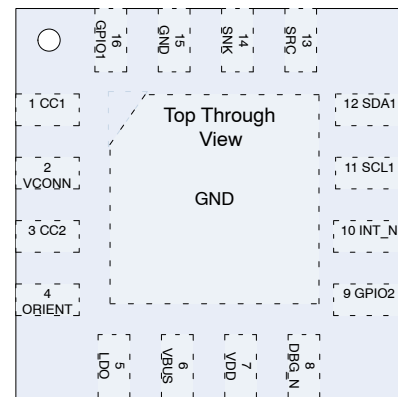 16
GPIO1
15
GND
14
SNK
13
SRC
1 CC1
2
VCONN
3 CC2
4
ORIENT
Top Through
View
GND
12 SDA1
11 SCL1
10 INT_N
9 GPIO2
5
LDO
6
VBUS
7
VDD
8
DBG_N